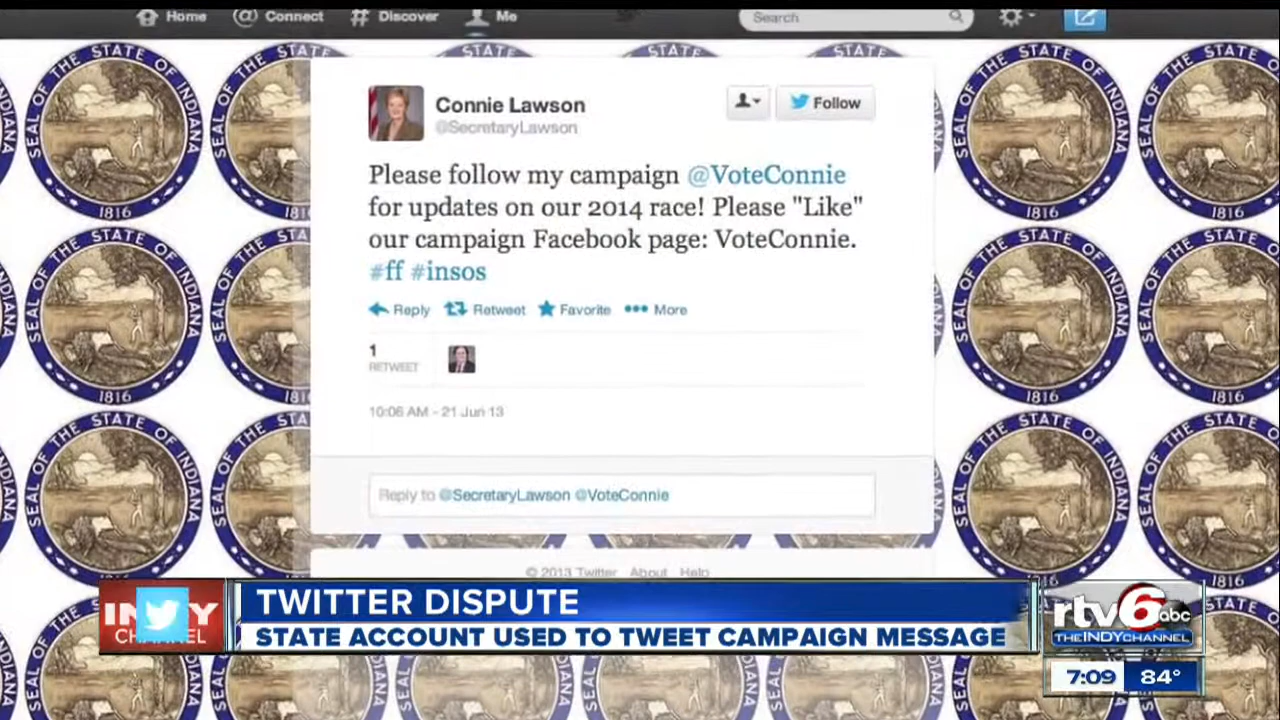 Home
Connect
Discover
Me
Search
Connie Lawson
@SecretaryLawson
Follow
Please follow my campaign @VoteConnie
for updates on our 2014 race! Please "Like"
our campaign Facebook page: VoteConnie.
#ff #insos
Reply Retweet Favorite More
1
RETWEET
10:06 AM - 21 Jun 13
Reply to @SecretaryLawson @VoteConnie
© 2013 Twitter About Help
SEAL OF THE STATE OF INDIANA
1816
TWITTER DISPUTE
STATE ACCOUNT USED TO TWEET CAMPAIGN MESSAGE
rtv6 abc
THE INDY CHANNEL
7:09 84°